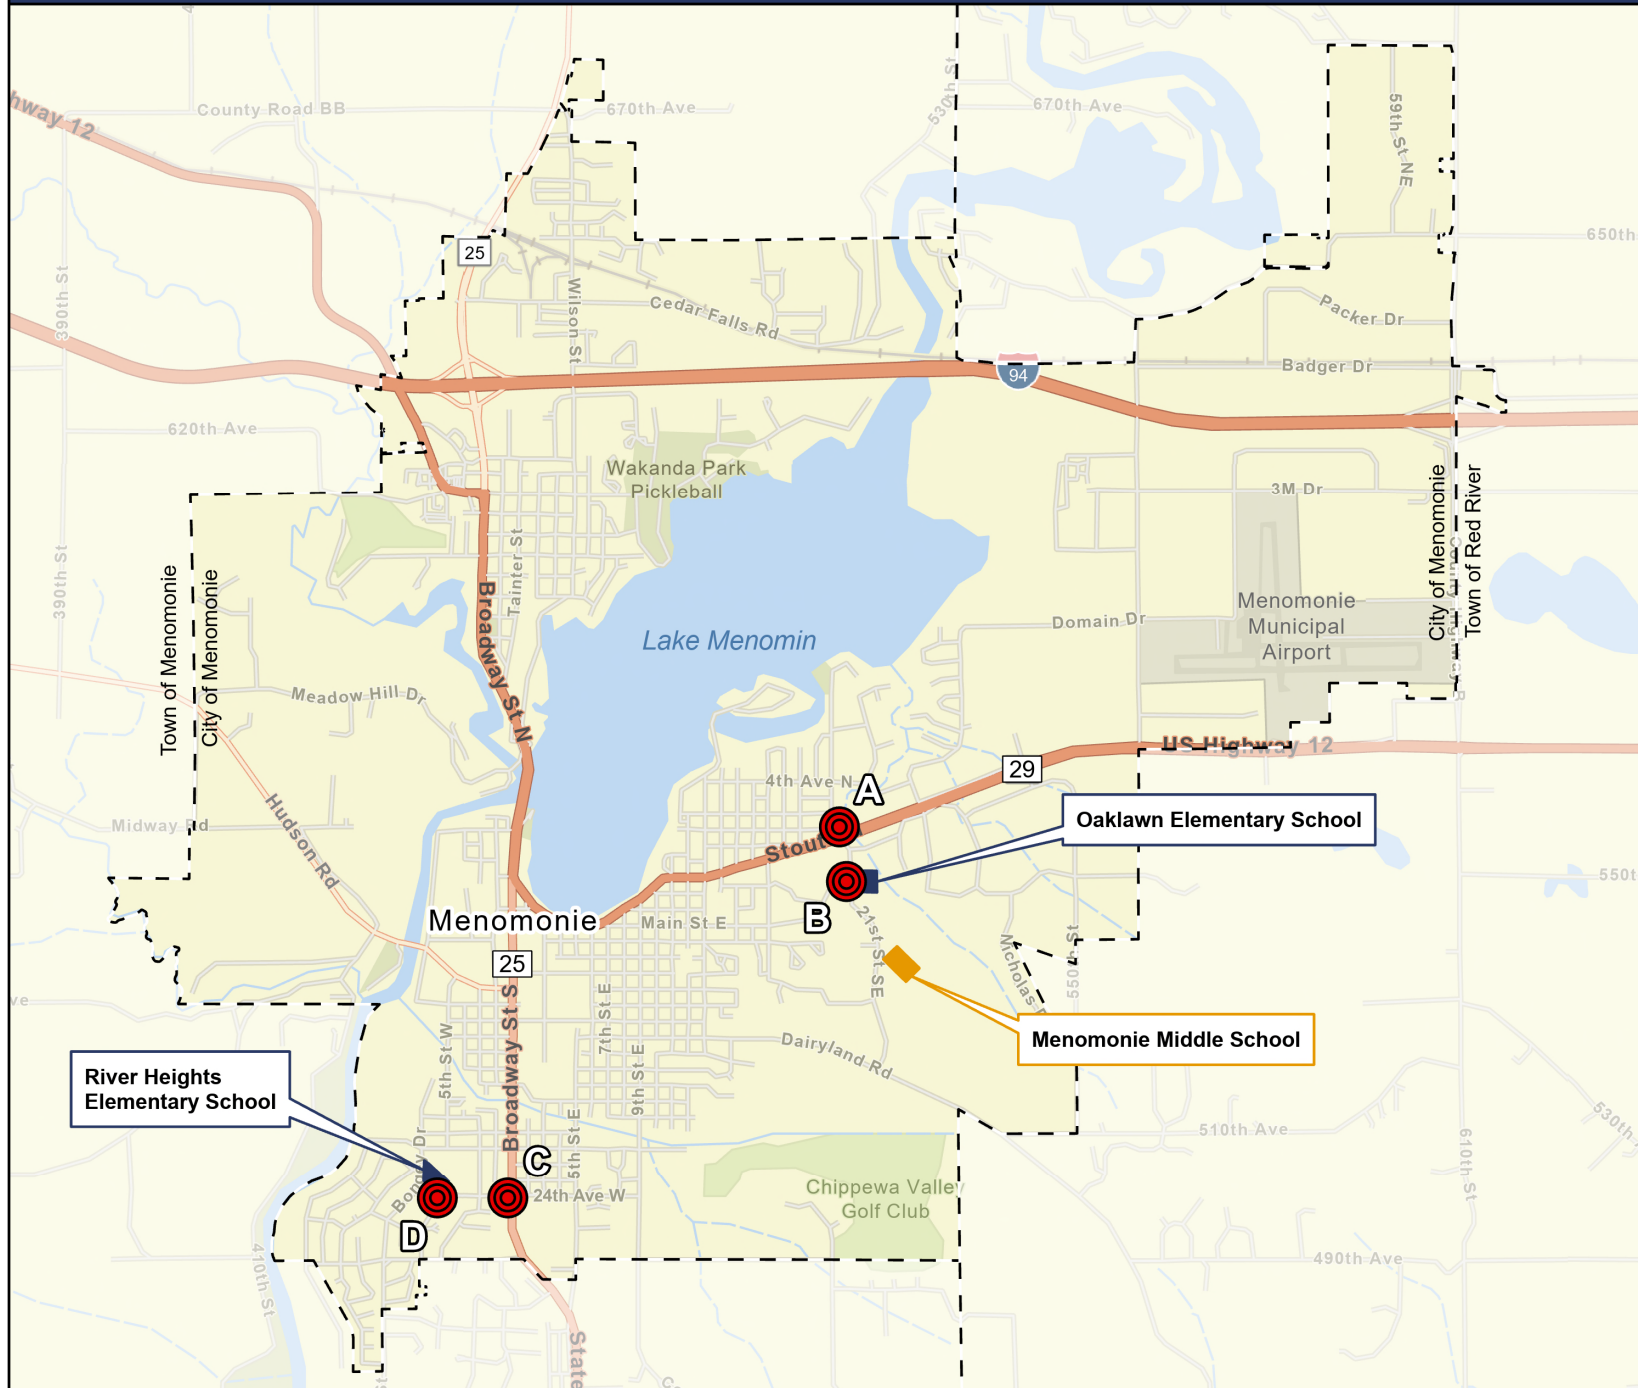 530th St
hway 12
County Road BB
670th Ave
670th Ave
59th St NE
650th
25
390th St
Wilson St
Cedar Falls Rd
Packer Dr
Badger Dr
94
620th Ave
Wakanda Park
Pickleball
3M Dr
City of Menomonie
Town of Red River
390th St
Tainter St
Town of Menomonie
City of Menomonie
Broadway St N
Lake Menomin
Domain Dr
Menomonie
Municipal
Airport
Meadow Hill Dr
US Highway 12
29
4th Ave N
A
Midway Rd
Hudson Rd
Stout
Oaklawn Elementary School
550t
B
Menomonie
Main St E
21st St SE
25
Nicholas
550th St
ve
Broadway St S
7th St E
5th St W
9th St E
Dairyland Rd
Menomonie Middle School
River Heights
Elementary School
510th Ave
530th
610th St
Bongey Dr
5th St E
C
24th Ave W
D
Chippewa Valley
Golf Club
410th St
490th Ave
State